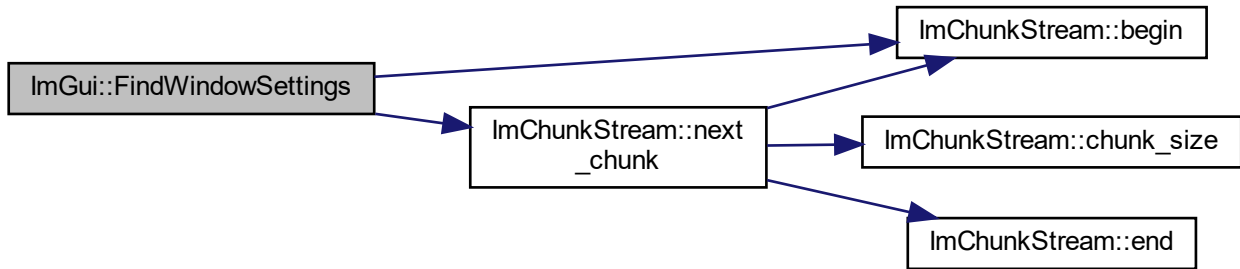 ImGui::FindWindowSettings
ImChunkStream::begin
ImChunkStream::next
_chunk
ImChunkStream::chunk_size
ImChunkStream::end